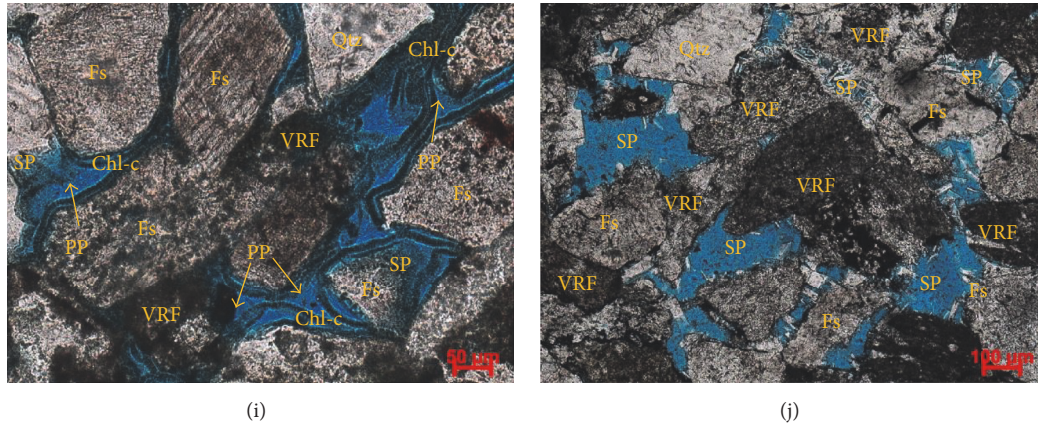 Qtz
Chl-c
Fs
Fs
VRF
SP
Chl-c
PP
Fs
PP
Fs
PP
PP
SP
Fs
Chl-c
VRF
50 µm
(i)
VRF
Qtz
SP
SP
VRF
Fs
SP
VRF
VRF
Fs
VRF
SP
VRF
SP
Fs
Fs
100 µm
(j)